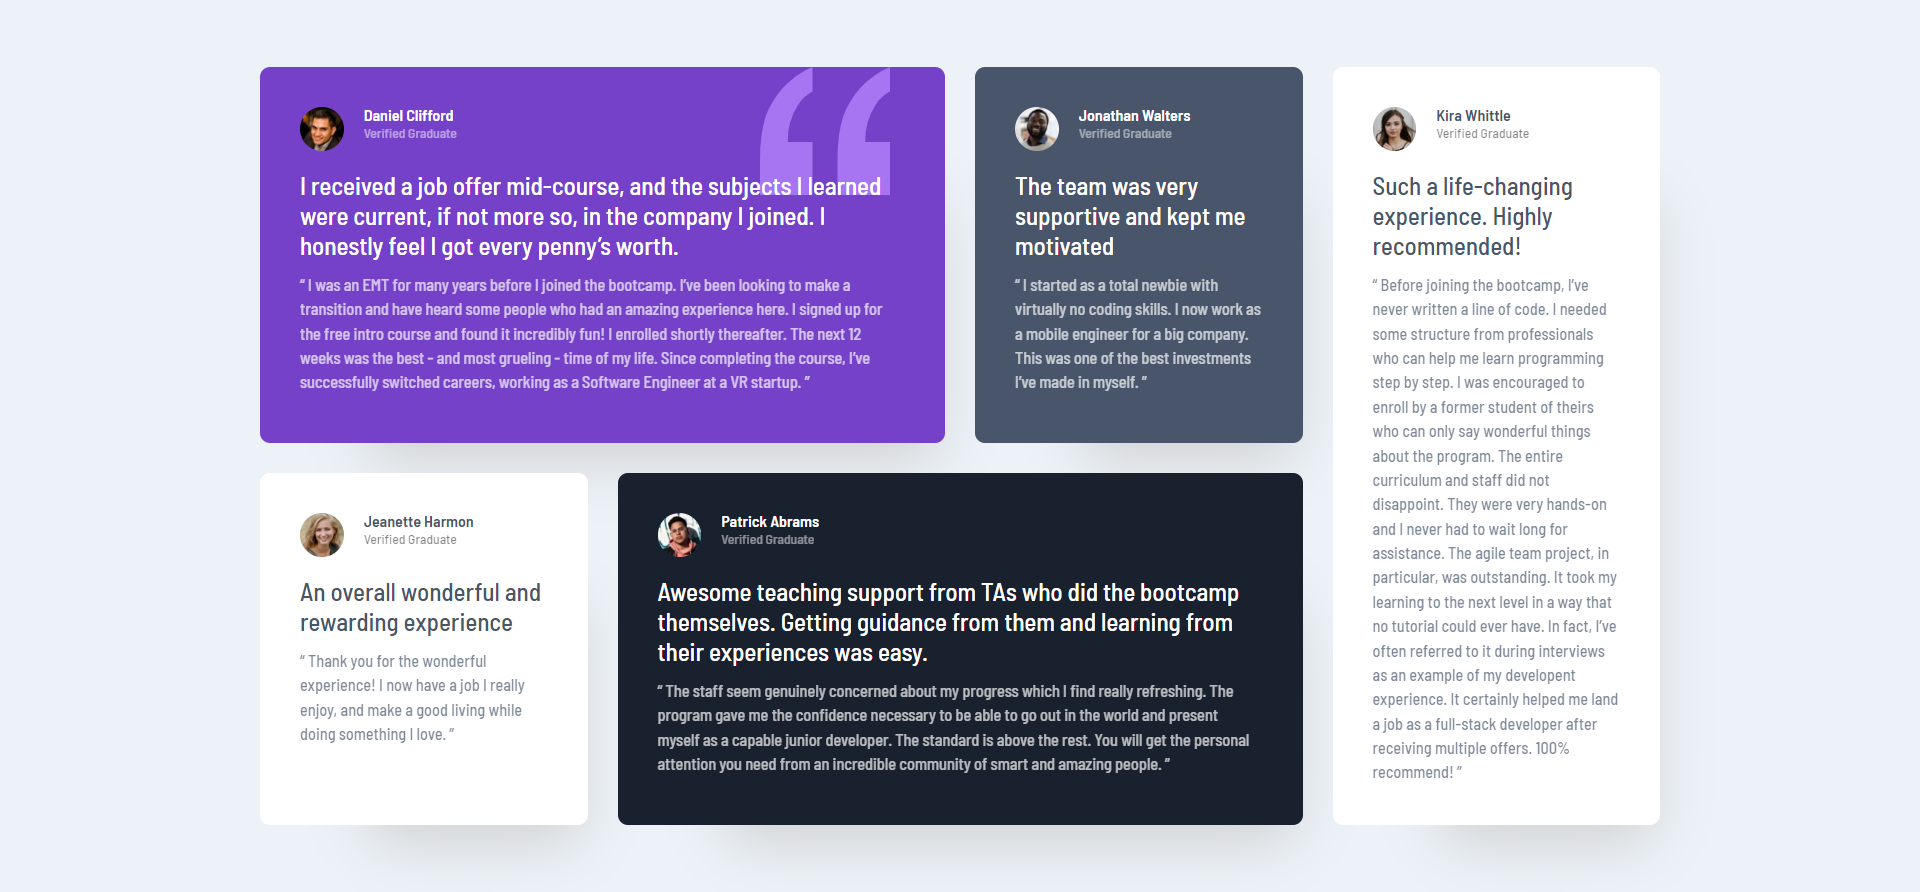 Daniel Clifford
Verified Graduate
I received a job offer mid-course, and the subjects I learned
were current, if not more so, in the company I joined. I
honestly feel I got every penny’s worth.
“ I was an EMT for many years before I joined the bootcamp. I’ve been looking to make a
transition and have heard some people who had an amazing experience here. I signed up for
the free intro course and found it incredibly fun! I enrolled shortly thereafter. The next 12
weeks was the best - and most grueling - time of my life. Since completing the course, I’ve
successfully switched careers, working as a Software Engineer at a VR startup. ”
Jonathan Walters
Verified Graduate
The team was very
supportive and kept me
motivated
“ I started as a total newbie with
virtually no coding skills. I now work as
a mobile engineer for a big company.
This was one of the best investments
I’ve made in myself. ”
Kira Whittle
Verified Graduate
Such a life-changing
experience. Highly
recommended!
“ Before joining the bootcamp, I’ve
never written a line of code. I needed
some structure from professionals
who can help me learn programming
step by step. I was encouraged to
enroll by a former student of theirs
who can only say wonderful things
about the program. The entire
curriculum and staff did not
disappoint. They were very hands-on
and I never had to wait long for
assistance. The agile team project, in
particular, was outstanding. It took my
learning to the next level in a way that
no tutorial could ever have. In fact, I’ve
often referred to it during interviews
as an example of my developent
experience. It certainly helped me land
a job as a full-stack developer after
receiving multiple offers. 100%
recommend! ”
Jeanette Harmon
Verified Graduate
An overall wonderful and
rewarding experience
“ Thank you for the wonderful
experience! I now have a job I really
enjoy, and make a good living while
doing something I love. ”
Patrick Abrams
Verified Graduate
Awesome teaching support from TAs who did the bootcamp
themselves. Getting guidance from them and learning from
their experiences was easy.
“ The staff seem genuinely concerned about my progress which I find really refreshing. The
program gave me the confidence necessary to be able to go out in the world and present
myself as a capable junior developer. The standard is above the rest. You will get the personal
attention you need from an incredible community of smart and amazing people. ”